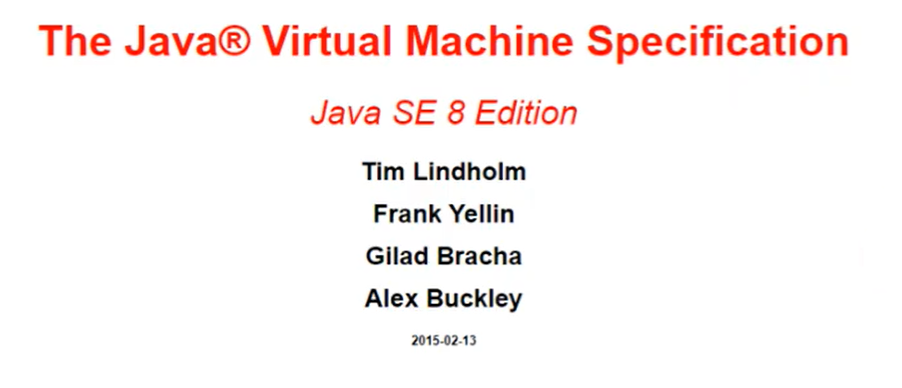 The Java® Virtual Machine Specification
Java SE 8 Edition
Tim Lindholm
Frank Yellin
Gilad Bracha
Alex Buckley
2015-02-13